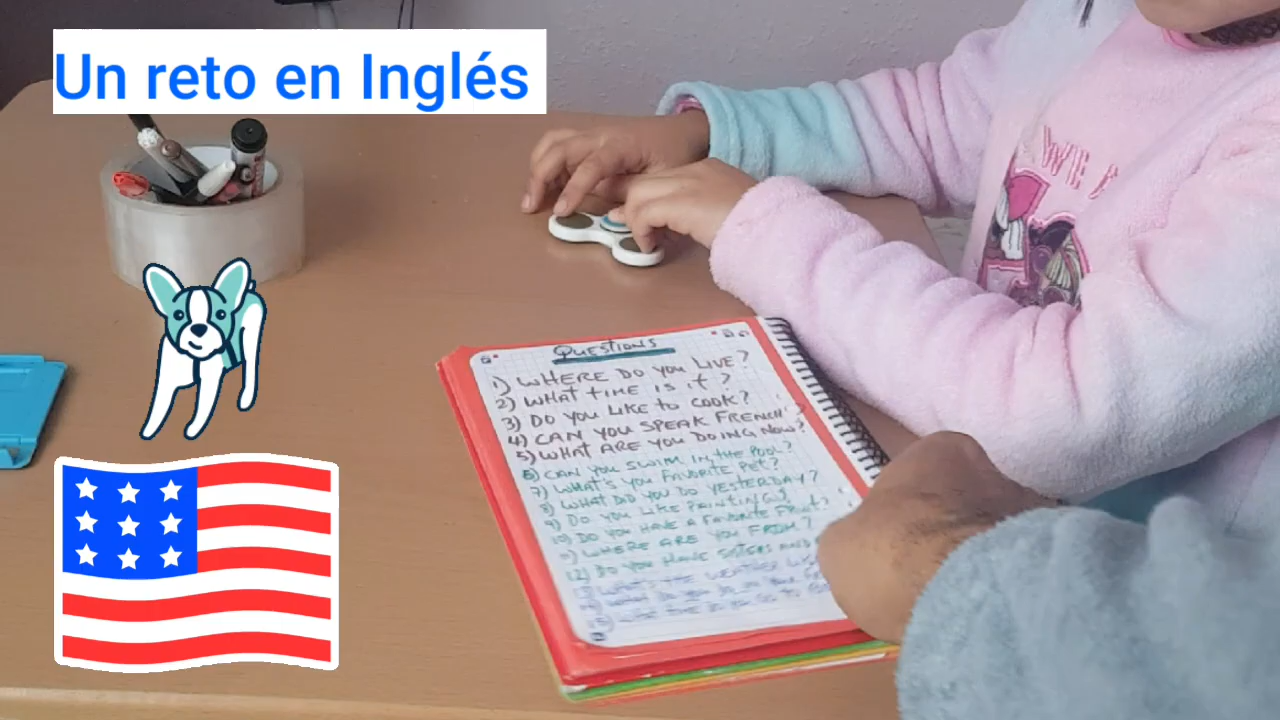 Un reto en Inglés
QUESTIONS
1) WHERE DO YOU LIVE?
2) WHAT TIME IS IT?
3) DO YOU LIKE TO COOK?
4) CAN YOU SPEAK FRENCH?
5) WHAT ARE YOU DOING NOW?
6) CAN YOU SWIM IN THE POOL?
7) WHAT'S YOU FAVORITE PET?
8) WHAT DID YOU DO YESTERDAY?
9) DO YOU LIKE PAINTING?
10) DO YOU HAVE A FAVORITE FRUIT?
11) WHERE ARE YOU FROM?
12) DO YOU HAVE SISTERS AND
THE WEATHER